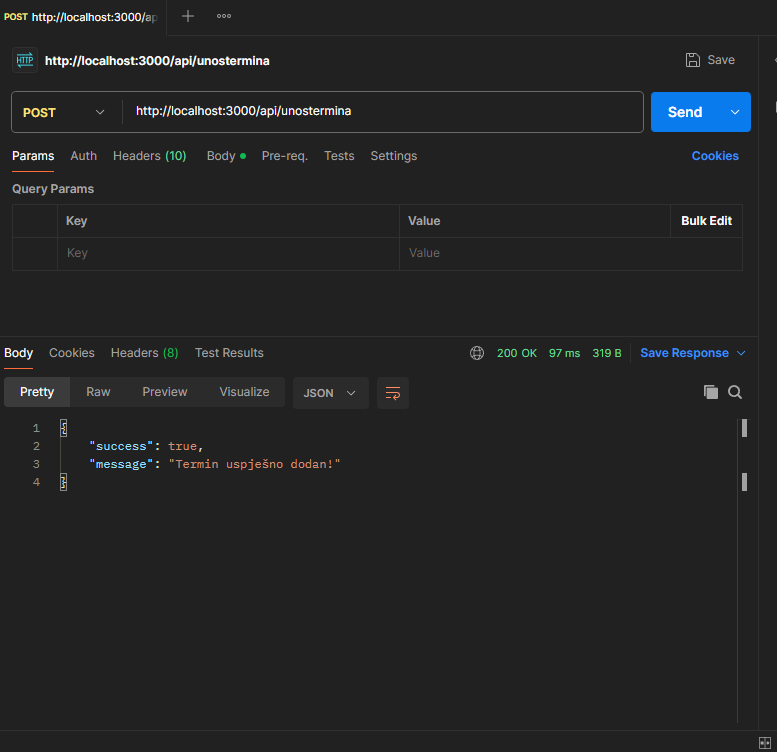 POST http://localhost:3000/ap
HTTP http://localhost:3000/api/unostermina Save
POST http://localhost:3000/api/unostermina Send
Params Auth Headers (10) Body Pre-req. Tests Settings Cookies
Query Params
Key Value Bulk Edit
Key Value
Body Cookies Headers (8) Test Results 200 OK 97 ms 319 B Save Response
Pretty Raw Preview Visualize JSON
1 {
2 "success": true,
3 "message": "Termin uspješno dodan!"
4 }